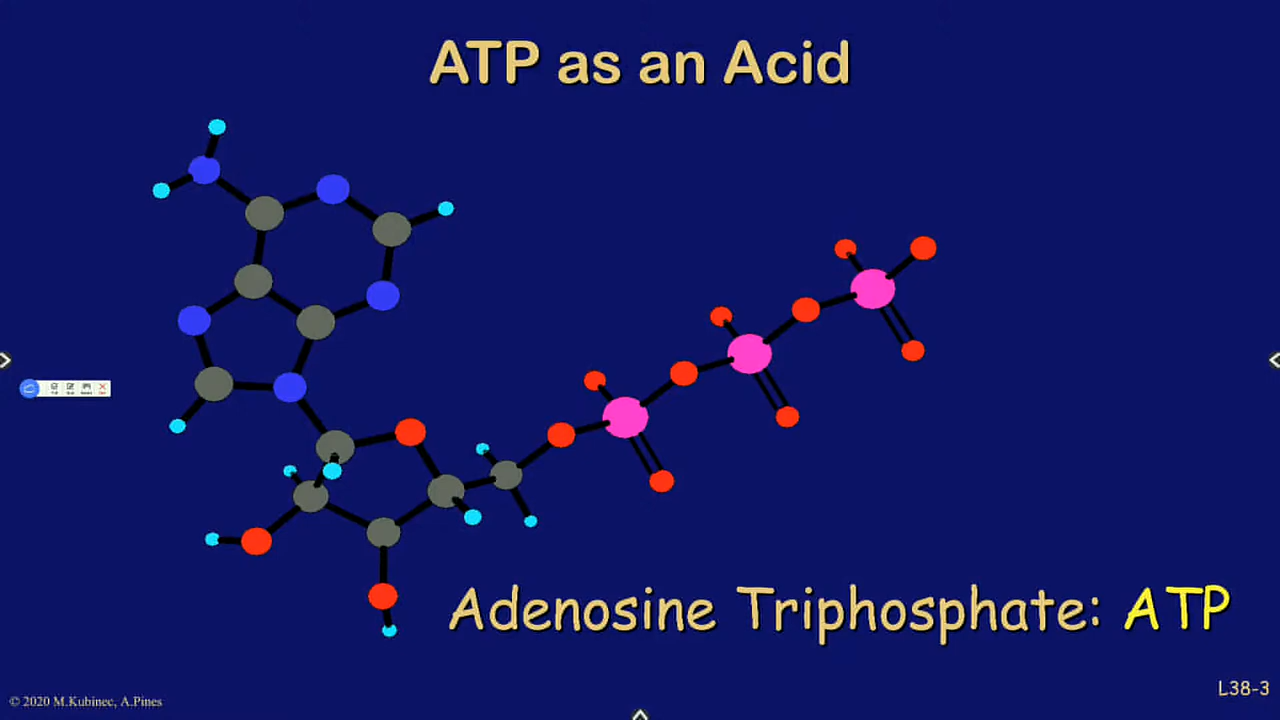 ATP as an Acid
Adenosine Triphosphate: ATP
L38-3
© 2020 M.Kubinec, A.Pines